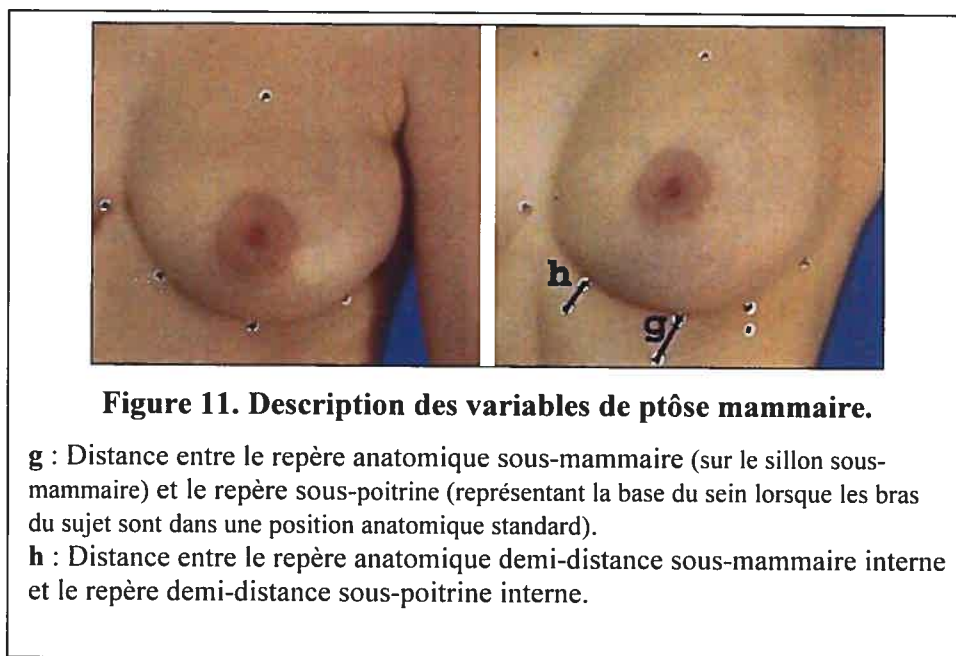 h
g
Figure 11. Description des variables de ptôse mammaire.
g : Distance entre le repère anatomique sous-mammaire (sur le sillon sous-
mammaire) et le repère sous-poitrine (représentant la base du sein lorsque les bras
du sujet sont dans une position anatomique standard).
h : Distance entre le repère anatomique demi-distance sous-mammaire interne
et le repère demi-distance sous-poitrine interne.